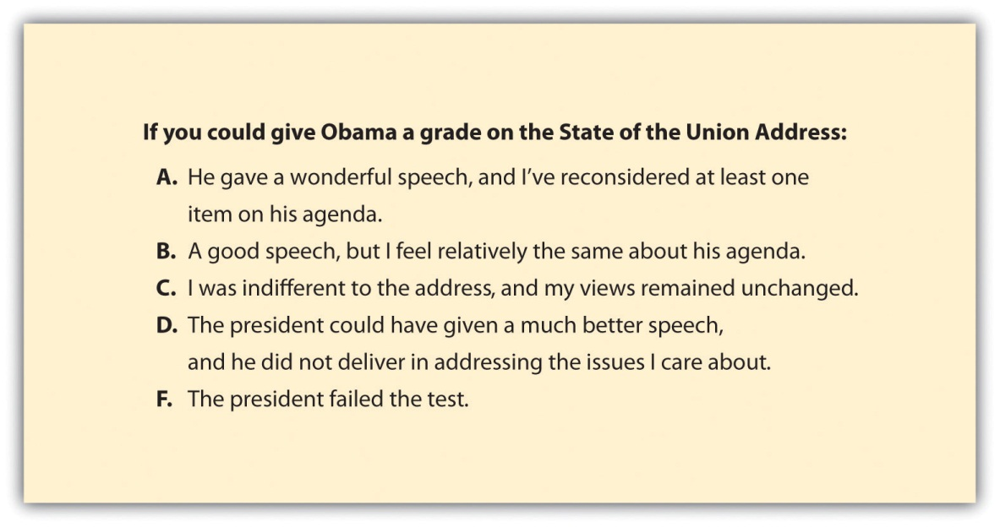 If you could give Obama a grade on the State of the Union Address:
A. He gave a wonderful speech, and I’ve reconsidered at least one
item on his agenda.
B. A good speech, but I feel relatively the same about his agenda.
C. I was indifferent to the address, and my views remained unchanged.
D. The president could have given a much better speech,
and he did not deliver in addressing the issues I care about.
F. The president failed the test.